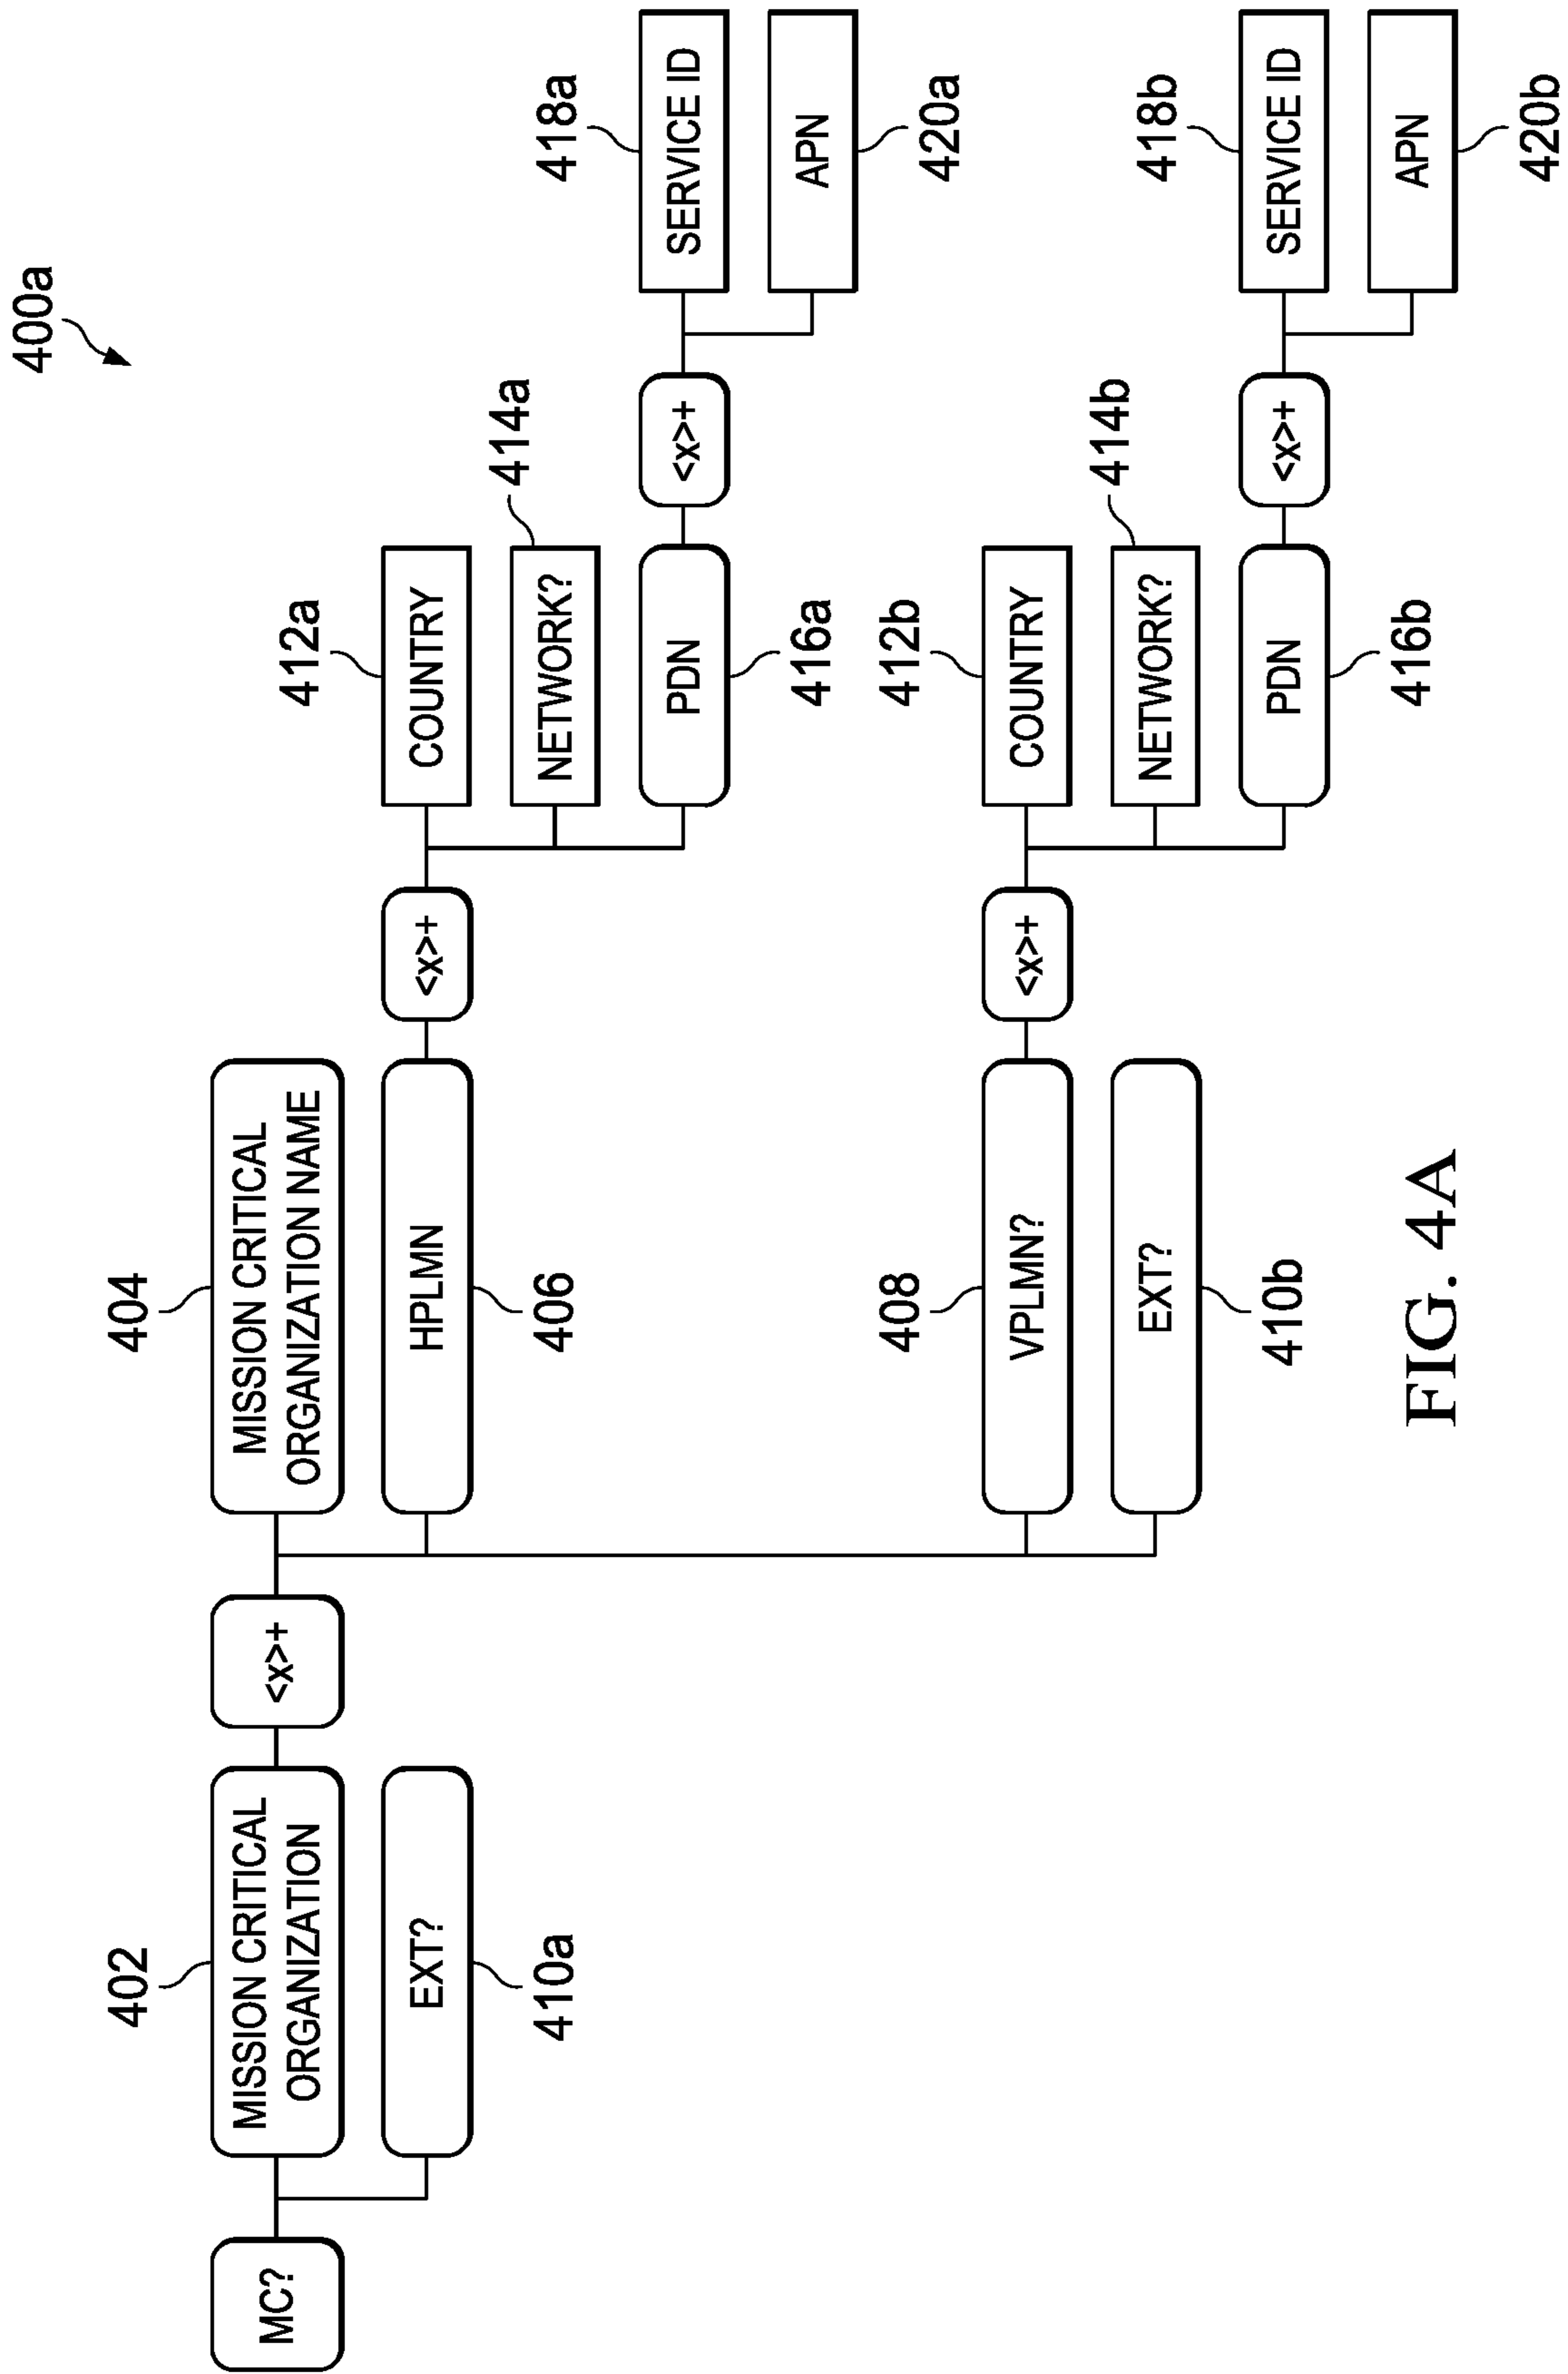 400a
MC?
402
MISSION CRITICAL
ORGANIZATION
EXT?
410a
<x>+
404
MISSION CRITICAL
ORGANIZATION NAME
HPLMN
406
<x>+
412a
COUNTRY
414a
NETWORK?
PDN
416a
<x>+
418a
SERVICE ID
APN
420a
408
VPLMN?
EXT?
410b
<x>+
412b
COUNTRY
414b
NETWORK?
PDN
416b
<x>+
418b
SERVICE ID
APN
420b
FIG. 4A